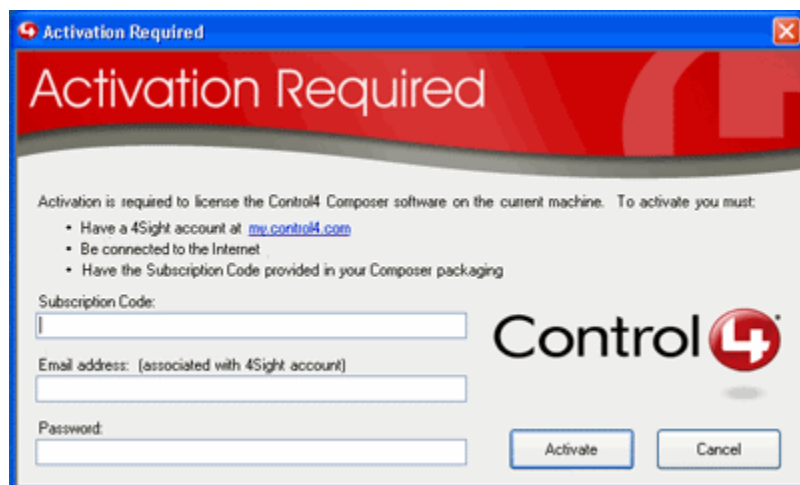 Activation Required
Activation Required
Activation is required to license the Control4 Composer software on the current machine. To activate you must:
• Have a 4Sight account at my.control4.com
• Be connected to the Internet
• Have the Subscription Code provided in your Composer packaging
Subscription Code:
Control4
Email address: (associated with 4Sight account)
Password:
Activate
Cancel